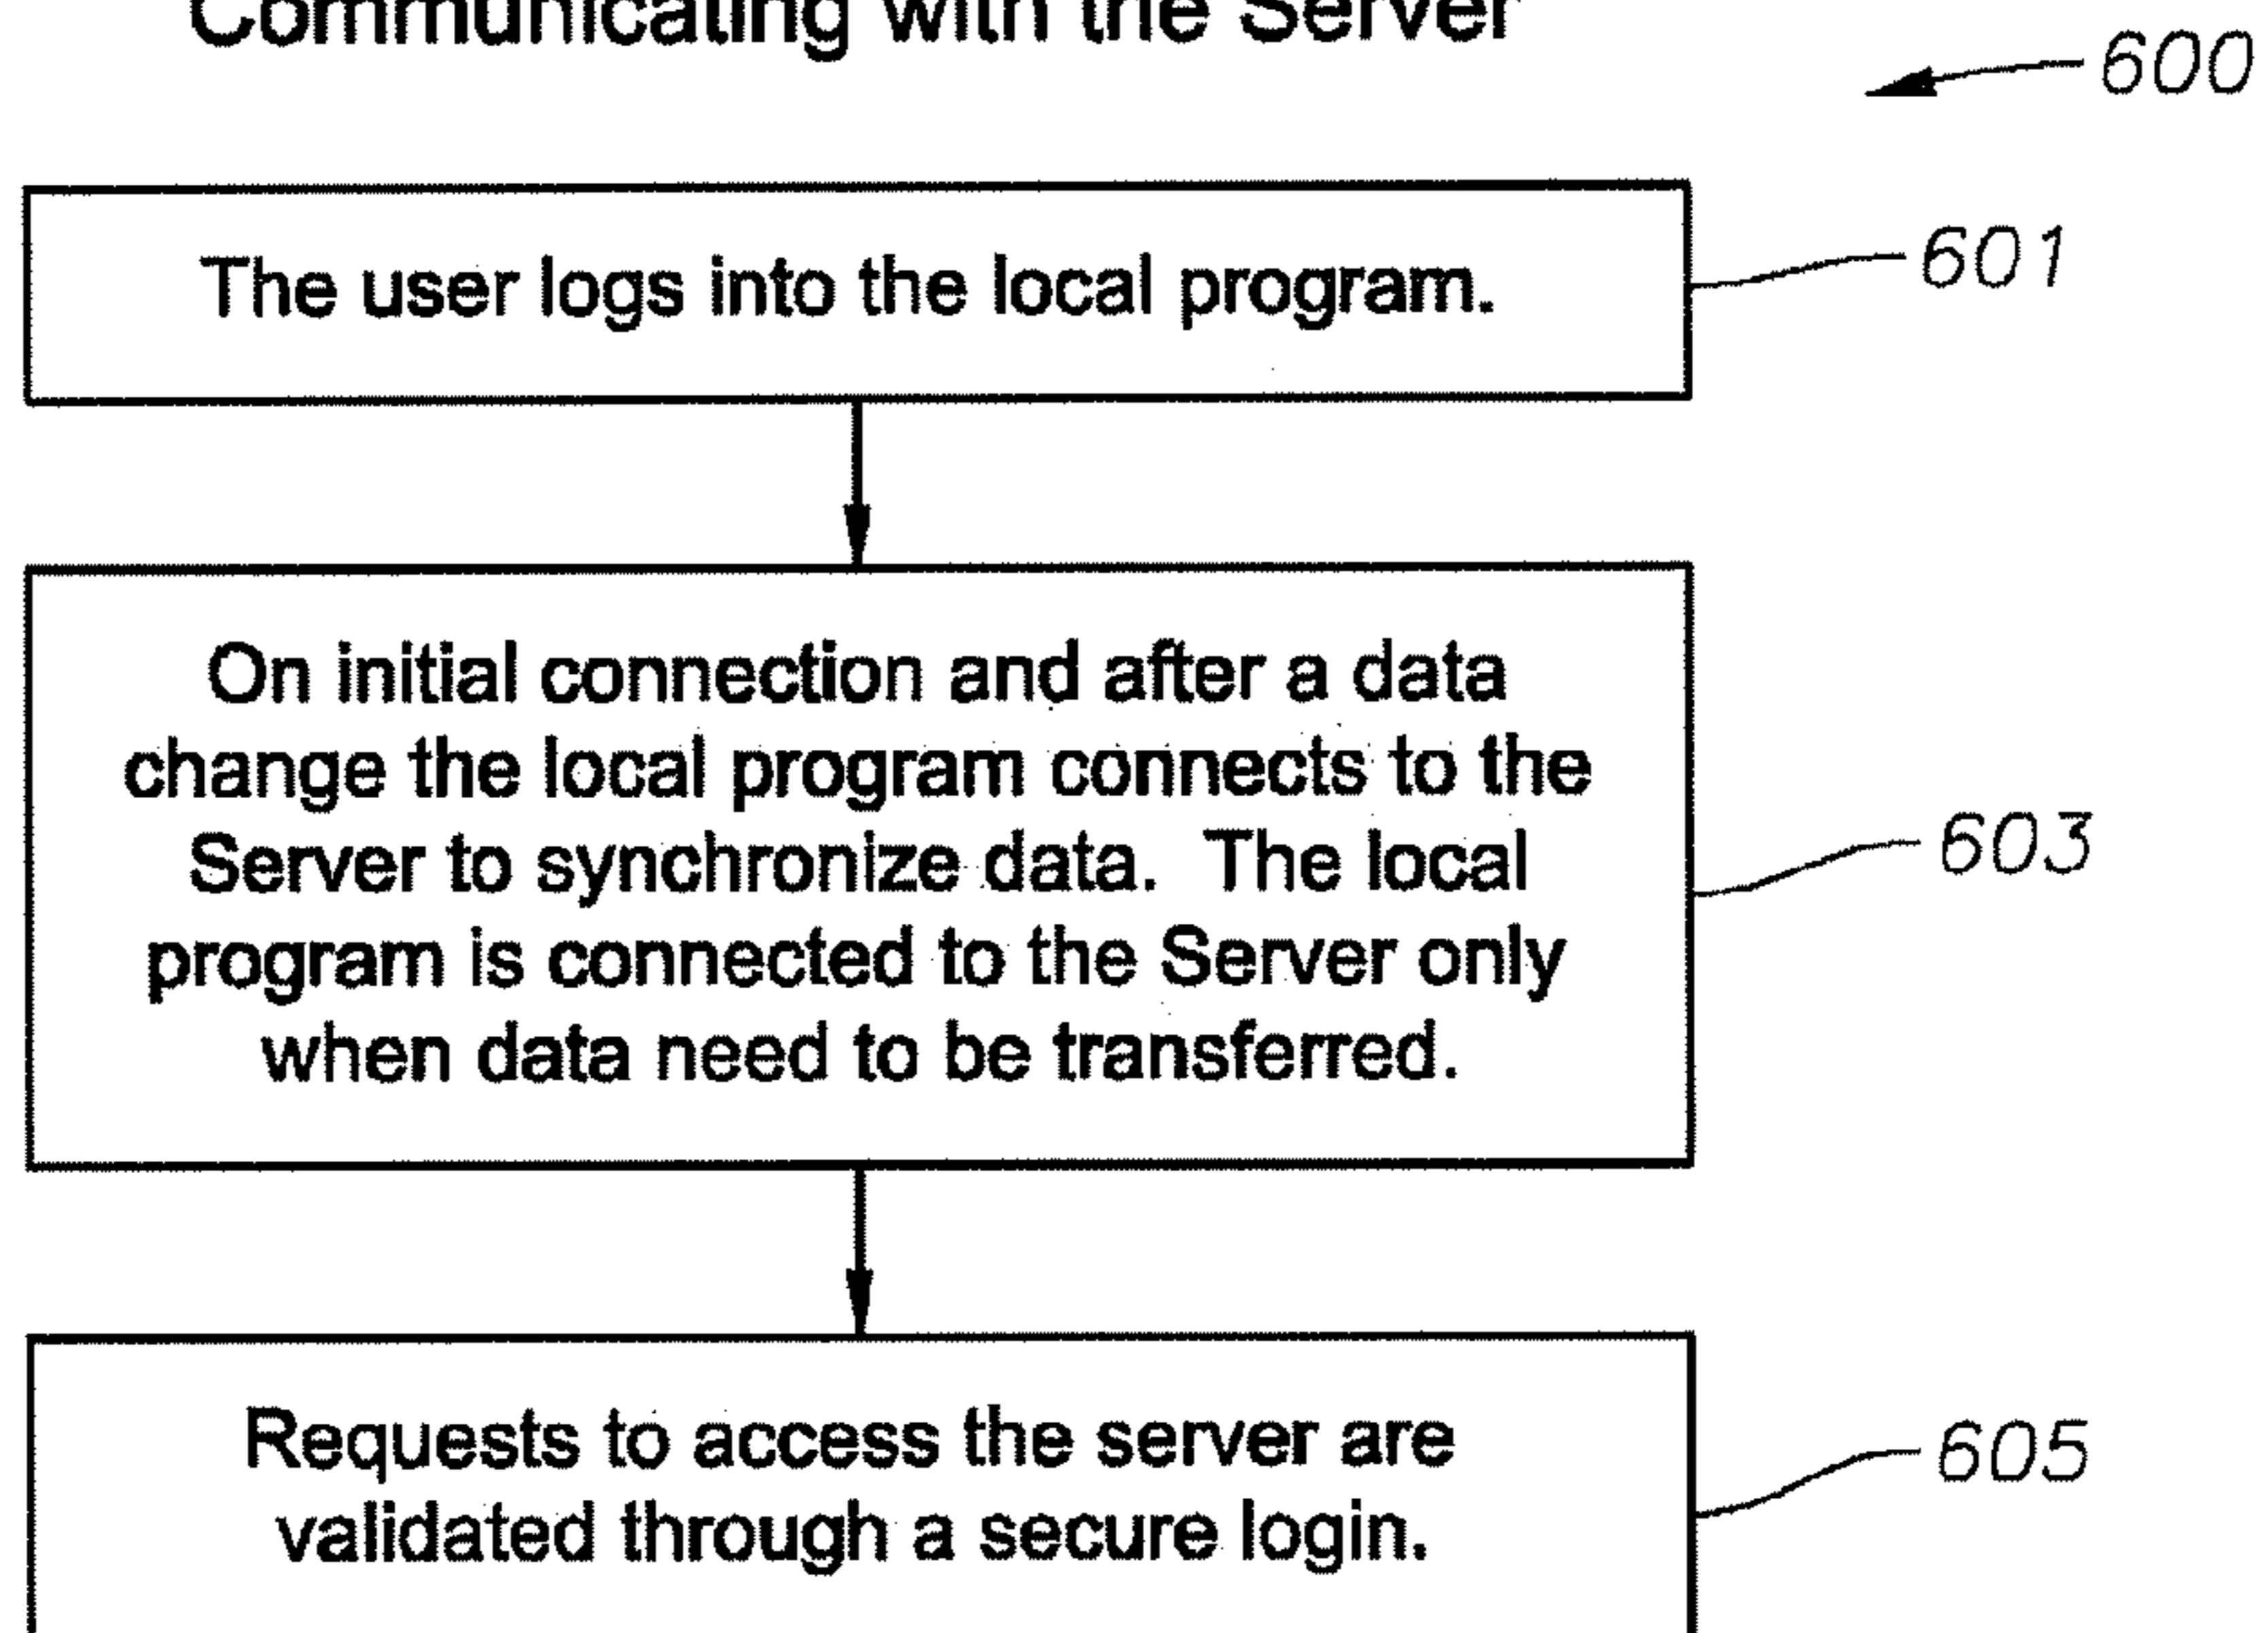 Communicating with the Server
600
The user logs into the local program.
601
On initial connection and after a data
change the local program connects to the
Server to synchronize data. The local
program is connected to the Server only
when data need to be transferred.
603
Requests to access the server are
validated through a secure login.
605